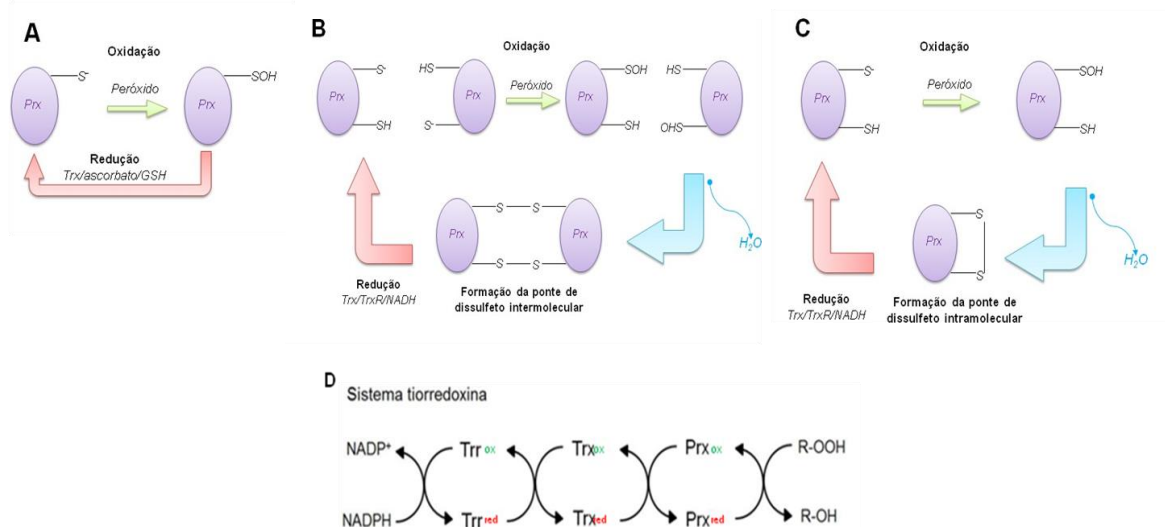 A
Oxidação
S-
SOH
Prx
Peróxido
Prx
Redução
Trx/ascorbato/GSH
B
Oxidação
S-
HS
SOH
HS
Prx
Prx
Peróxido
Prx
Prx
SH
S-
SH
OHS
S S
Prx
Prx
H2O
S S
Redução
Trx/TrxR/NADH
Formação da ponte de
dissulfeto intermolecular
C
Oxidação
S-
SOH
Prx
Peróxido
Prx
SH
SH
S
Prx
H2O
S
Redução
Trx/TrxR/NADH
Formação da ponte de
dissulfeto intramolecular
D
Sistema tiorredoxina
NADP+ Trr ox Trx ox Prx ox R-OOH
NADPH Trr red Trx red Prx red R-OH